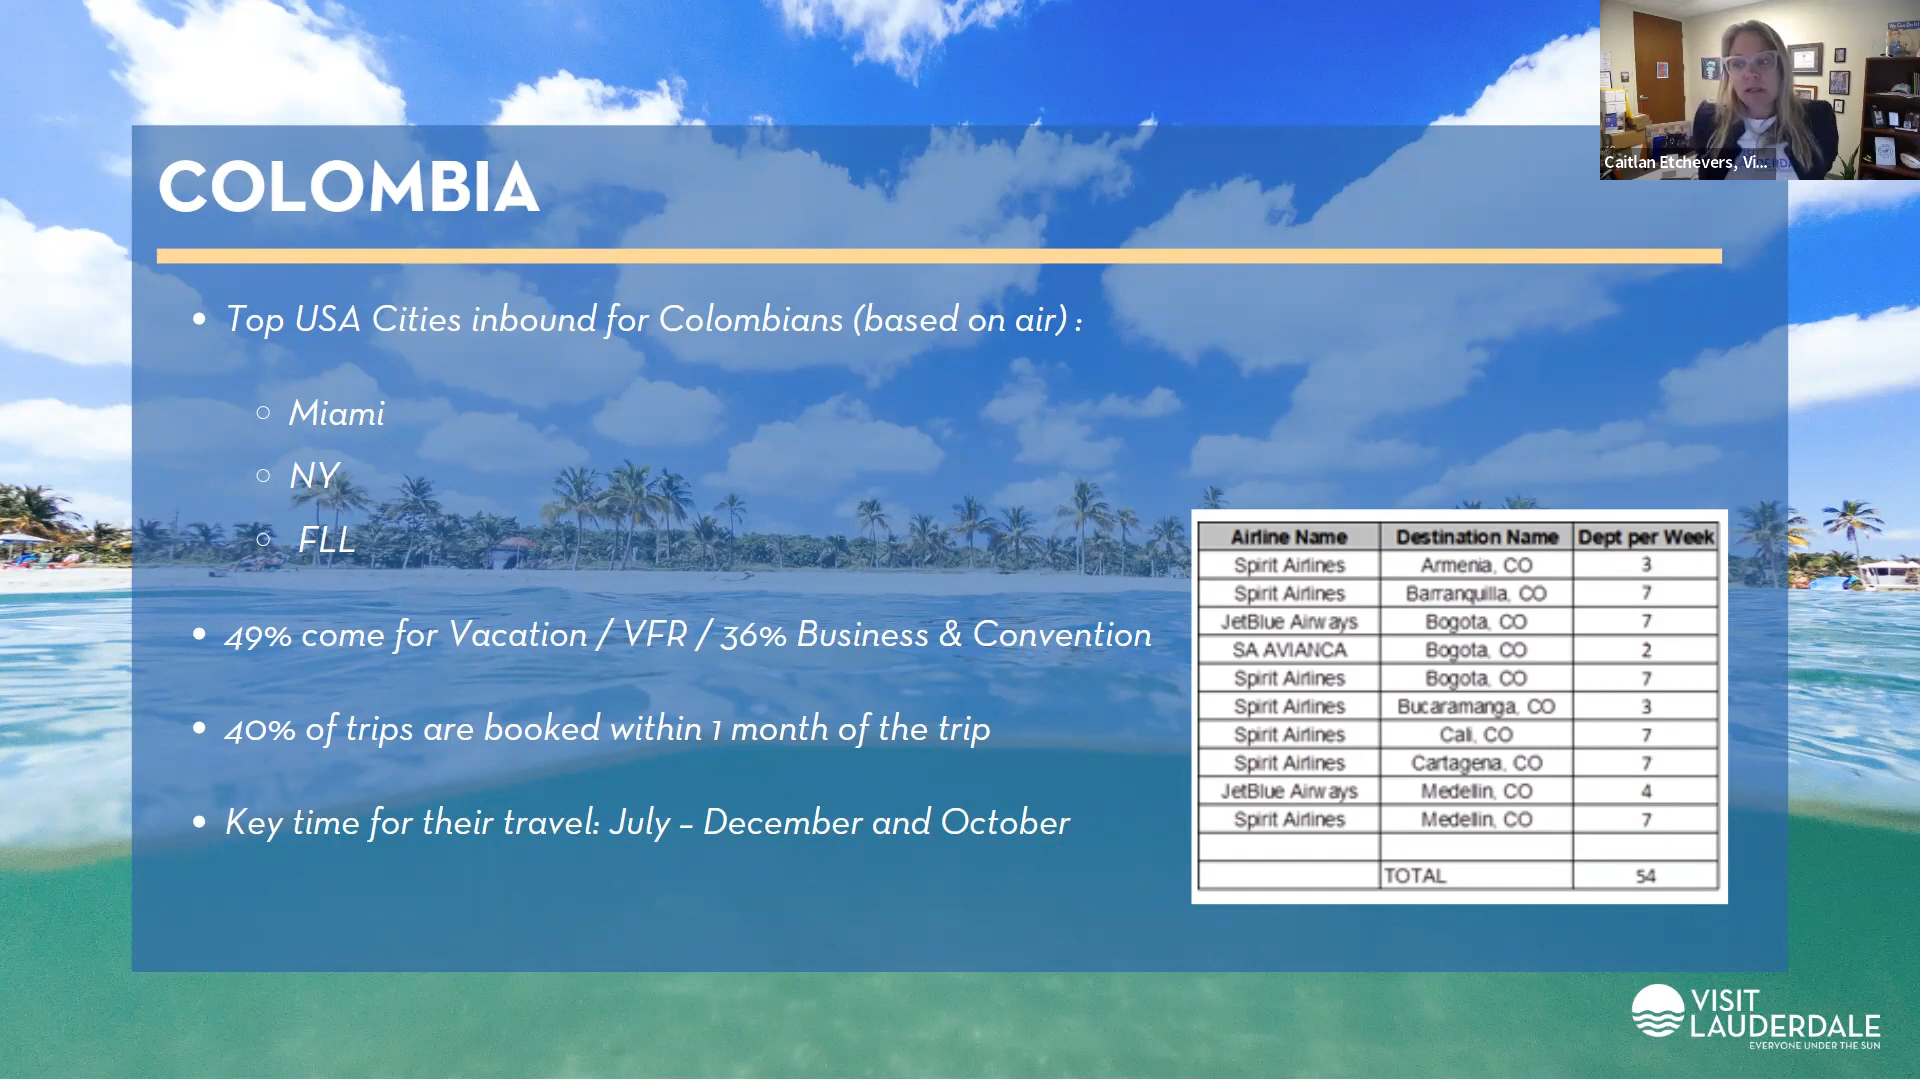 COLOMBIA
Top USA Cities inbound for Colombians (based on air) :
Miami
NY
FLL
49% come for Vacation / VFR / 36% Business & Convention
40% of trips are booked within 1 month of the trip
Key time for their travel: July – December and October
Airline Name Destination Name Dept per Week
Spirit Airlines Armenia, CO 3
Spirit Airlines Barranquilla, CO 7
JetBlue Airways Bogota, CO 7
SA AVIANCA Bogota, CO 2
Spirit Airlines Bogota, CO 7
Spirit Airlines Bucaramanga, CO 3
Spirit Airlines Cali, CO 7
Spirit Airlines Cartagena, CO 7
JetBlue Airways Medellin, CO 4
Spirit Airlines Medellin, CO 7
TOTAL 54
Caitlan Etchevers, Vi...
VISIT
LAUDERDALE
EVERYONE UNDER THE SUN